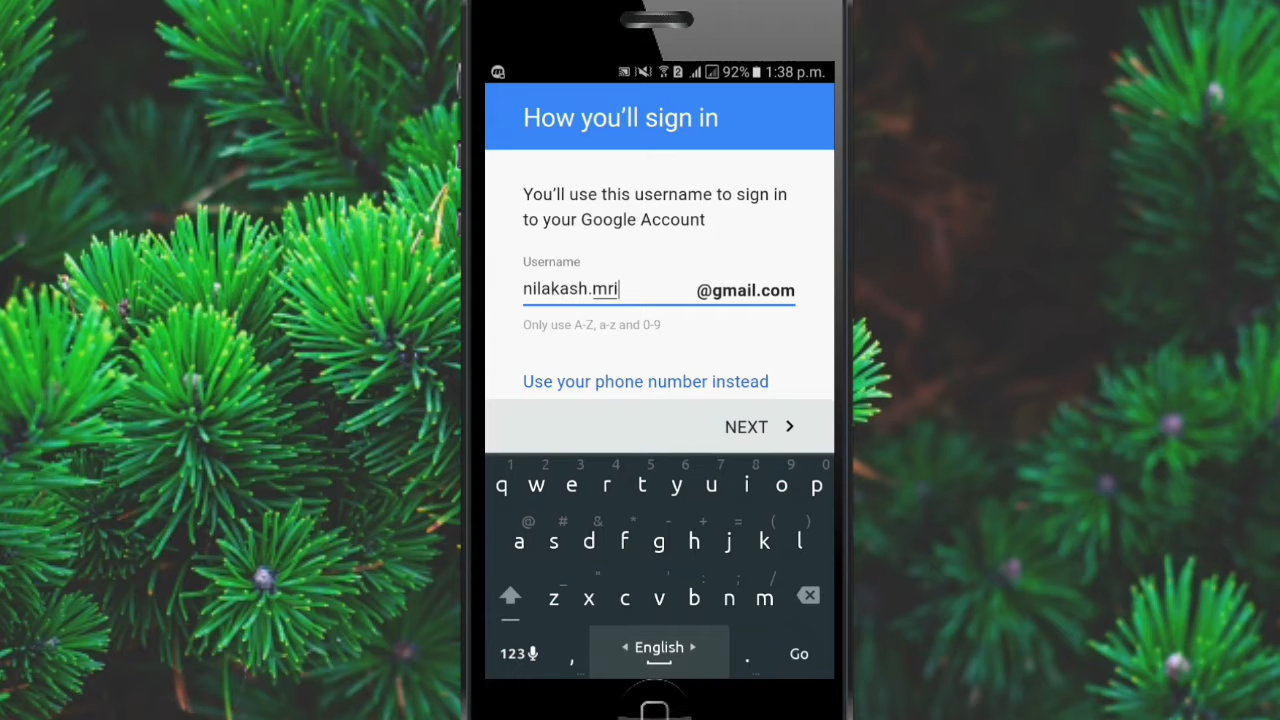 92% 1:38 p.m.
How you'll sign in
You'll use this username to sign in
to your Google Account
Username
nilakash.mri @gmail.com
Only use A-Z, a-z and 0-9
Use your phone number instead
NEXT
1 2 3 4 5 6 7 8 9 0
q w e r t y u i o p
@ # & * - + = ( )
a s d f g h j k l
_ " ' : ; /
z x c v b n m
123 , English . Go